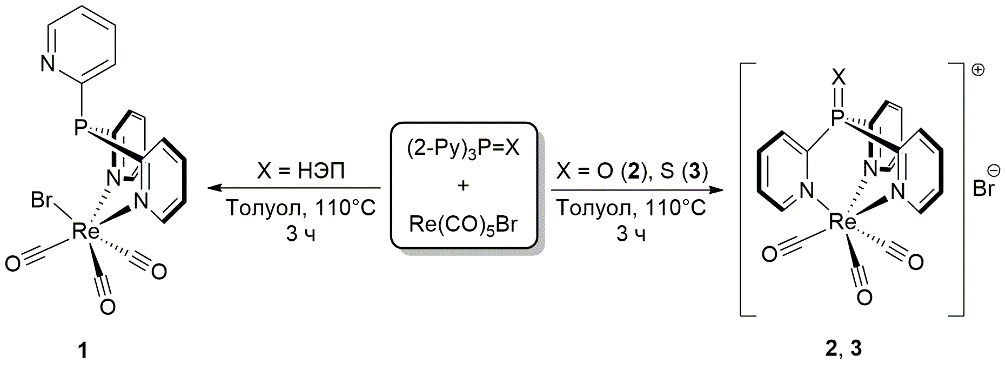 N
P
N
N
Br
Re
O
O
O
1
X = НЭП
Толуол, 110°C
3 ч
(2-Py)₃P=X
+
Re(CO)₅Br
X = O (2), S (3)
Толуол, 110°C
3 ч
X
P
N
N
N
Re
O
O
O
⊕
Br⊖
2, 3